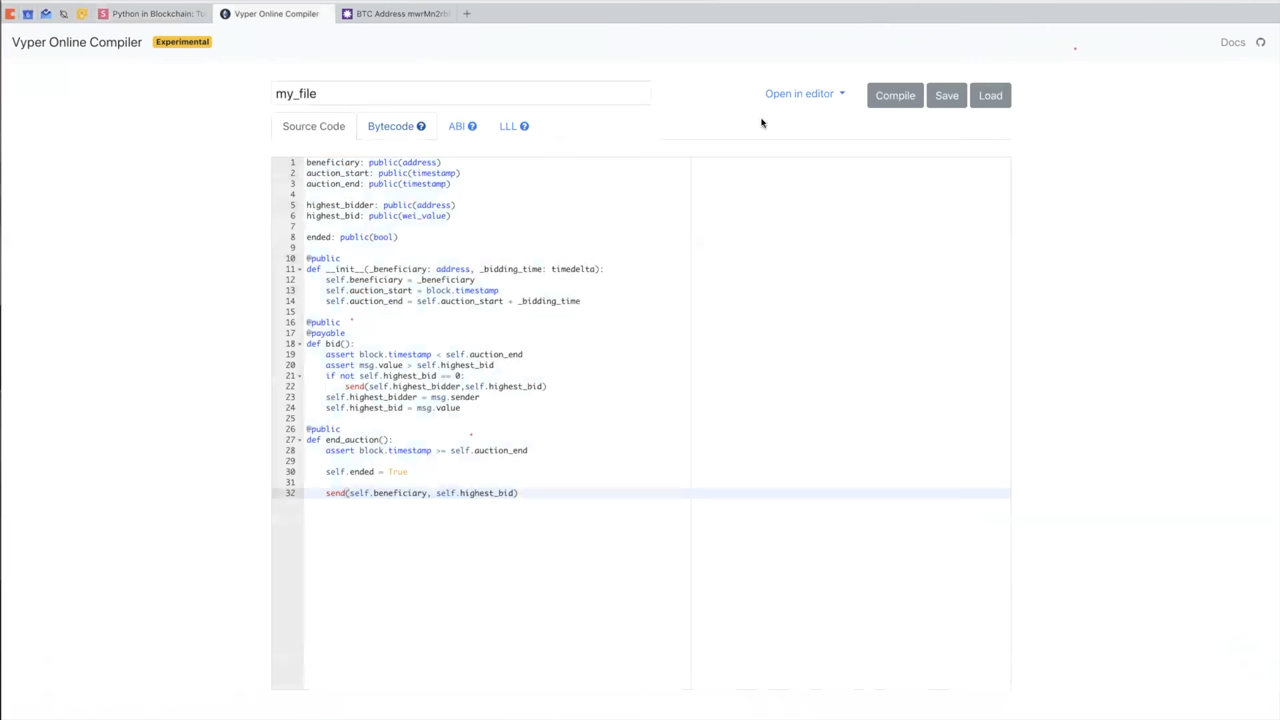 Python in Blockchain: Tu
Vyper Online Compiler
BTC Address mwrMn2rb
Vyper Online Compiler
Experimental
Docs
my_file
Open in editor
Compile
Save
Load
Source Code
Bytecode
ABI
LLL
1 beneficiary: public(address)
2 auction_start: public(timestamp)
3 auction_end: public(timestamp)
4
5 highest_bidder: public(address)
6 highest_bid: public(wei_value)
7
8 ended: public(bool)
9
10 @public
11 def __init__(_beneficiary: address, _bidding_time: timedelta):
12 self.beneficiary = _beneficiary
13 self.auction_start = block.timestamp
14 self.auction_end = self.auction_start + _bidding_time
15
16 @public
17 @payable
18 def bid():
19 assert block.timestamp < self.auction_end
20 assert msg.value > self.highest_bid
21 if not self.highest_bid == 0:
22 send(self.highest_bidder,self.highest_bid)
23 self.highest_bidder = msg.sender
24 self.highest_bid = msg.value
25
26 @public
27 def end_auction():
28 assert block.timestamp >= self.auction_end
29
30 self.ended = True
31
32 send(self.beneficiary, self.highest_bid)